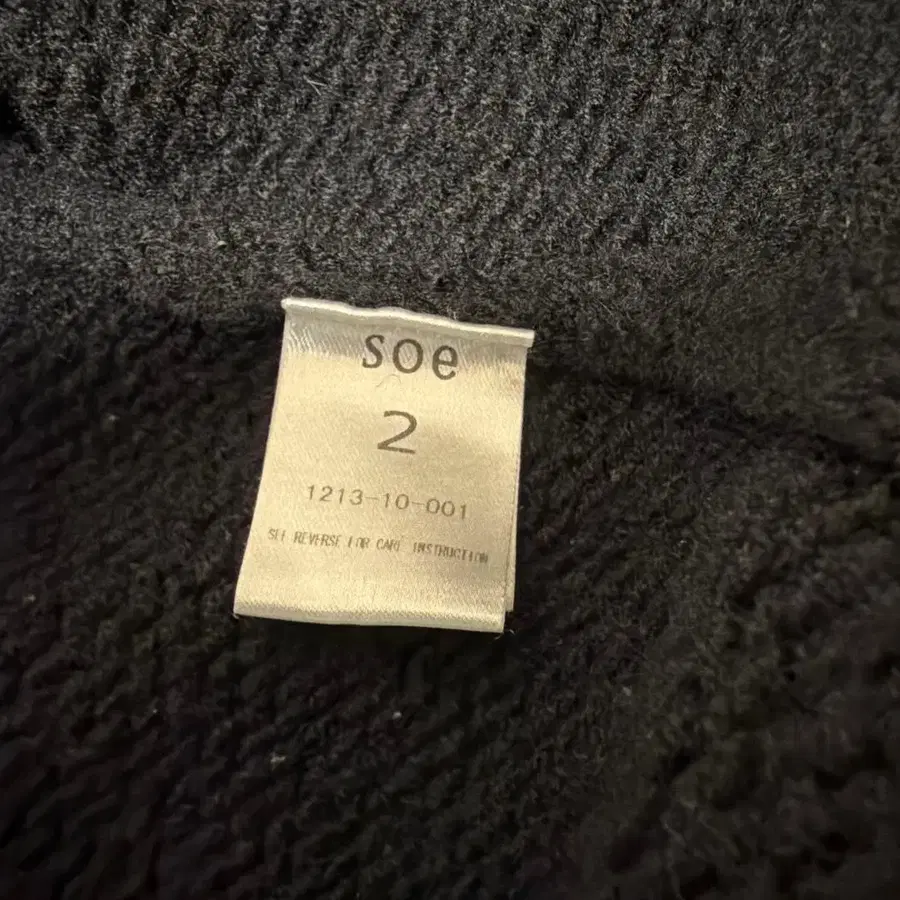 soe
2
1213-10-001
SEE REVERSE FOR CARE INSTRUCTION